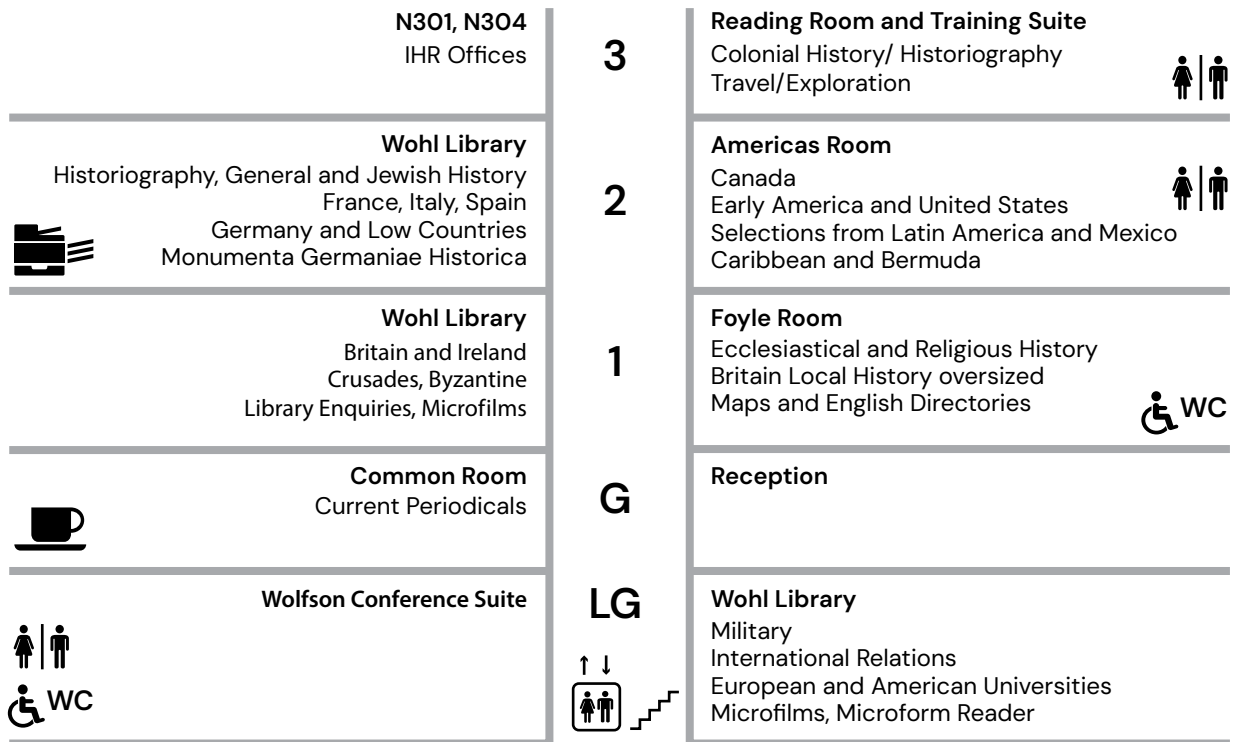 N301, N304
IHR Offices
3
Reading Room and Training Suite
Colonial History/ Historiography
Travel/Exploration
Wohl Library
Historiography, General and Jewish History
France, Italy, Spain
Germany and Low Countries
Monumenta Germaniae Historica
2
Americas Room
Canada
Early America and United States
Selections from Latin America and Mexico
Caribbean and Bermuda
Wohl Library
Britain and Ireland
Crusades, Byzantine
Library Enquiries, Microfilms
1
Foyle Room
Ecclesiastical and Religious History
Britain Local History oversized
Maps and English Directories
WC
Common Room
Current Periodicals
G
Reception
Wolfson Conference Suite
WC
LG
Wohl Library
Military
International Relations
European and American Universities
Microfilms, Microform Reader